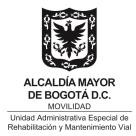 ALCALDÍA MAYOR
DE BOGOTÁ D.C.
MOVILIDAD
Unidad Administrativa Especial de
Rehabilitación y Mantenimiento Vial